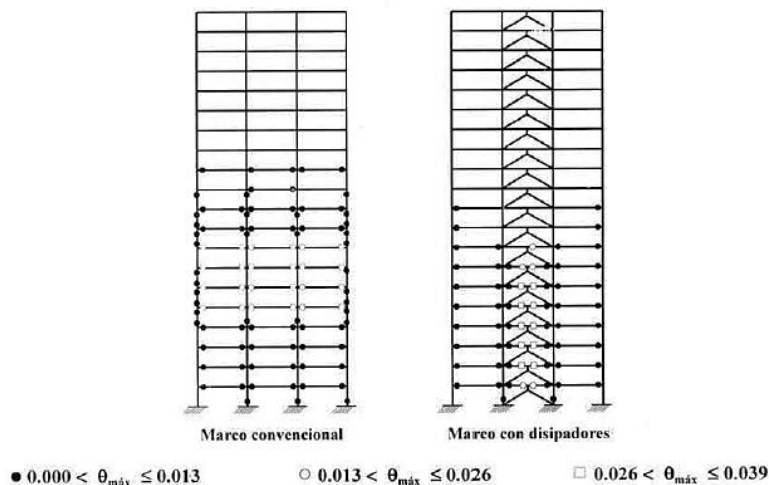 Marco convencional
Marco con disipadores
● 0.000 < θmáx ≤ 0.013
○ 0.013 < θmáx ≤ 0.026
□ 0.026 < θmáx ≤ 0.039